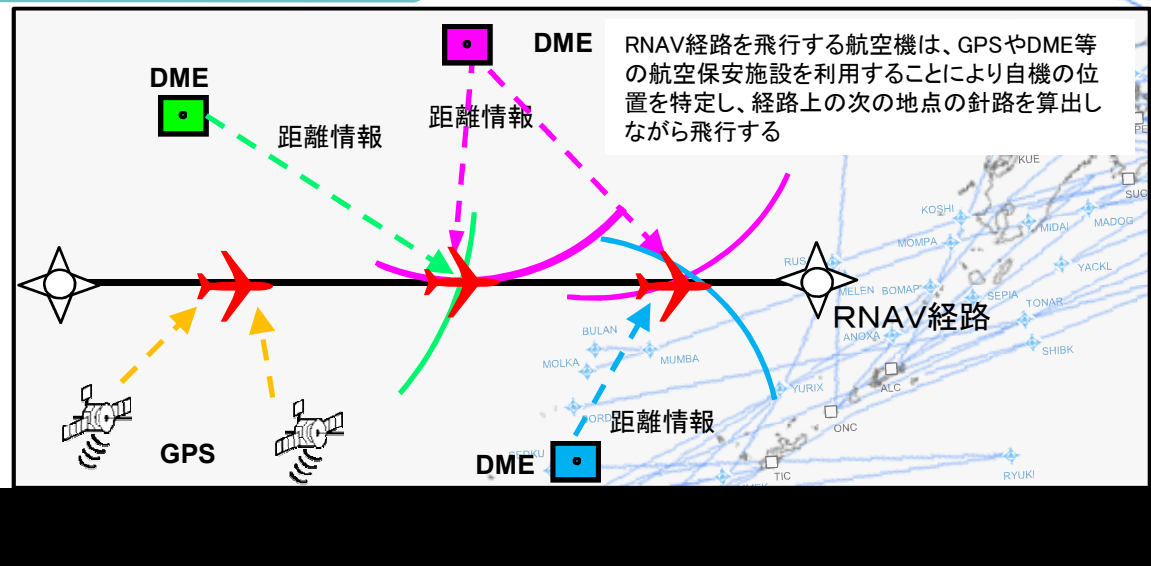 DME
DME
RNAV経路を飛行する航空機は、GPSやDME等
の航空保安施設を利用することにより自機の位
置を特定し、経路上の次の地点の針路を算出し
ながら飛行する
距離情報
距離情報
KUE
SUC
KOSHI
MIDAI
MADOG
MOMPA
RUS
YACKL
MELEN
BOMAP
SEPIA
TONAR
RNAV経路
BULAN
ANOXA
SHIBK
MOLKA
MUMBA
YURIX
ALC
距離情報
ONC
GPS
DME
TIC
RYUKI